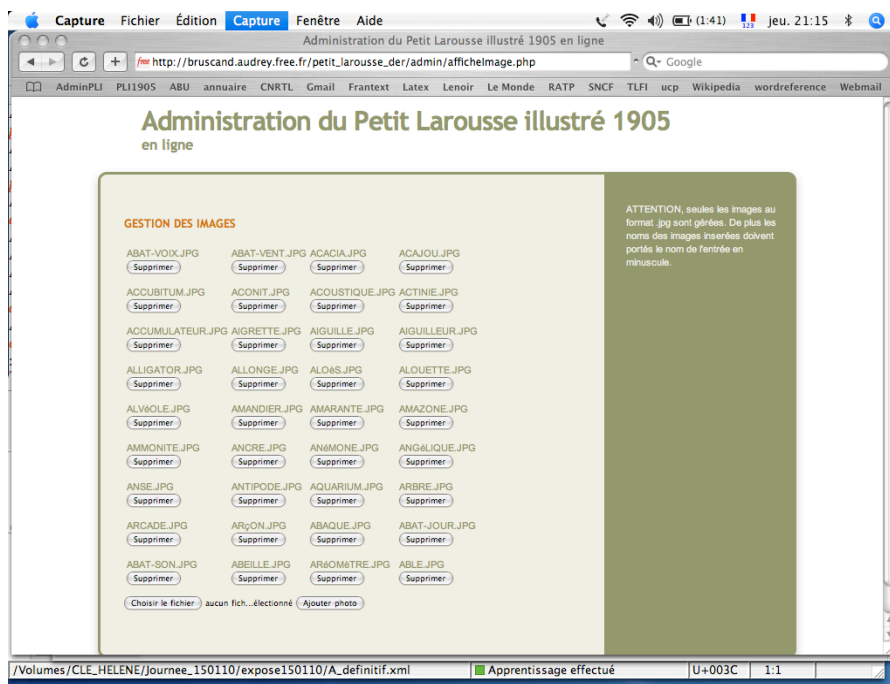 Capture Fichier Édition Capture Fenêtre Aide (1:41) 123 jeu. 21:15
Administration du Petit Larousse illustré 1905 en ligne
free http://bruscand.audrey.free.fr/petit_larousse_der/admin/afficheImage.php Google
AdminPLI PLI1905 ABU annuaire CNRTL Gmail Frantext Latex Lenoir Le Monde RATP SNCF TLFI ucp Wikipedia wordreference Webmail
Administration du Petit Larousse illustré 1905
en ligne
GESTION DES IMAGES
ABAT-VOIX.JPG ABAT-VENT.JPG ACACIA.JPG ACAJOU.JPG
Supprimer Supprimer Supprimer Supprimer
ACCUBITUM.JPG ACONIT.JPG ACOUSTIQUE.JPG ACTINIE.JPG
Supprimer Supprimer Supprimer Supprimer
ACCUMULATEUR.JPG AIGRETTE.JPG AIGUILLE.JPG AIGUILLEUR.JPG
Supprimer Supprimer Supprimer Supprimer
ALLIGATOR.JPG ALLONGE.JPG ALOèS.JPG ALOUETTE.JPG
Supprimer Supprimer Supprimer Supprimer
ALVéOLE.JPG AMANDIER.JPG AMARANTE.JPG AMAZONE.JPG
Supprimer Supprimer Supprimer Supprimer
AMMONITE.JPG ANCRE.JPG ANéMONE.JPG ANGéLIQUE.JPG
Supprimer Supprimer Supprimer Supprimer
ANSE.JPG ANTIPODE.JPG AQUARIUM.JPG ARBRE.JPG
Supprimer Supprimer Supprimer Supprimer
ARCADE.JPG ARçON.JPG ABAQUE.JPG ABAT-JOUR.JPG
Supprimer Supprimer Supprimer Supprimer
ABAT-SON.JPG ABEILLE.JPG ARéOMèTRE.JPG ABLE.JPG
Supprimer Supprimer Supprimer Supprimer
Choisir le fichier aucun fich...électionné Ajouter photo
ATTENTION, seules les images au
format .jpg sont gérées. De plus les
noms des images inserées doivent
portés le nom de l'entrée en
minuscule.
/Volumes/CLE_HELENE/Journee_150110/expose150110/A_definitif.xml Apprentissage effectué U+003C 1:1